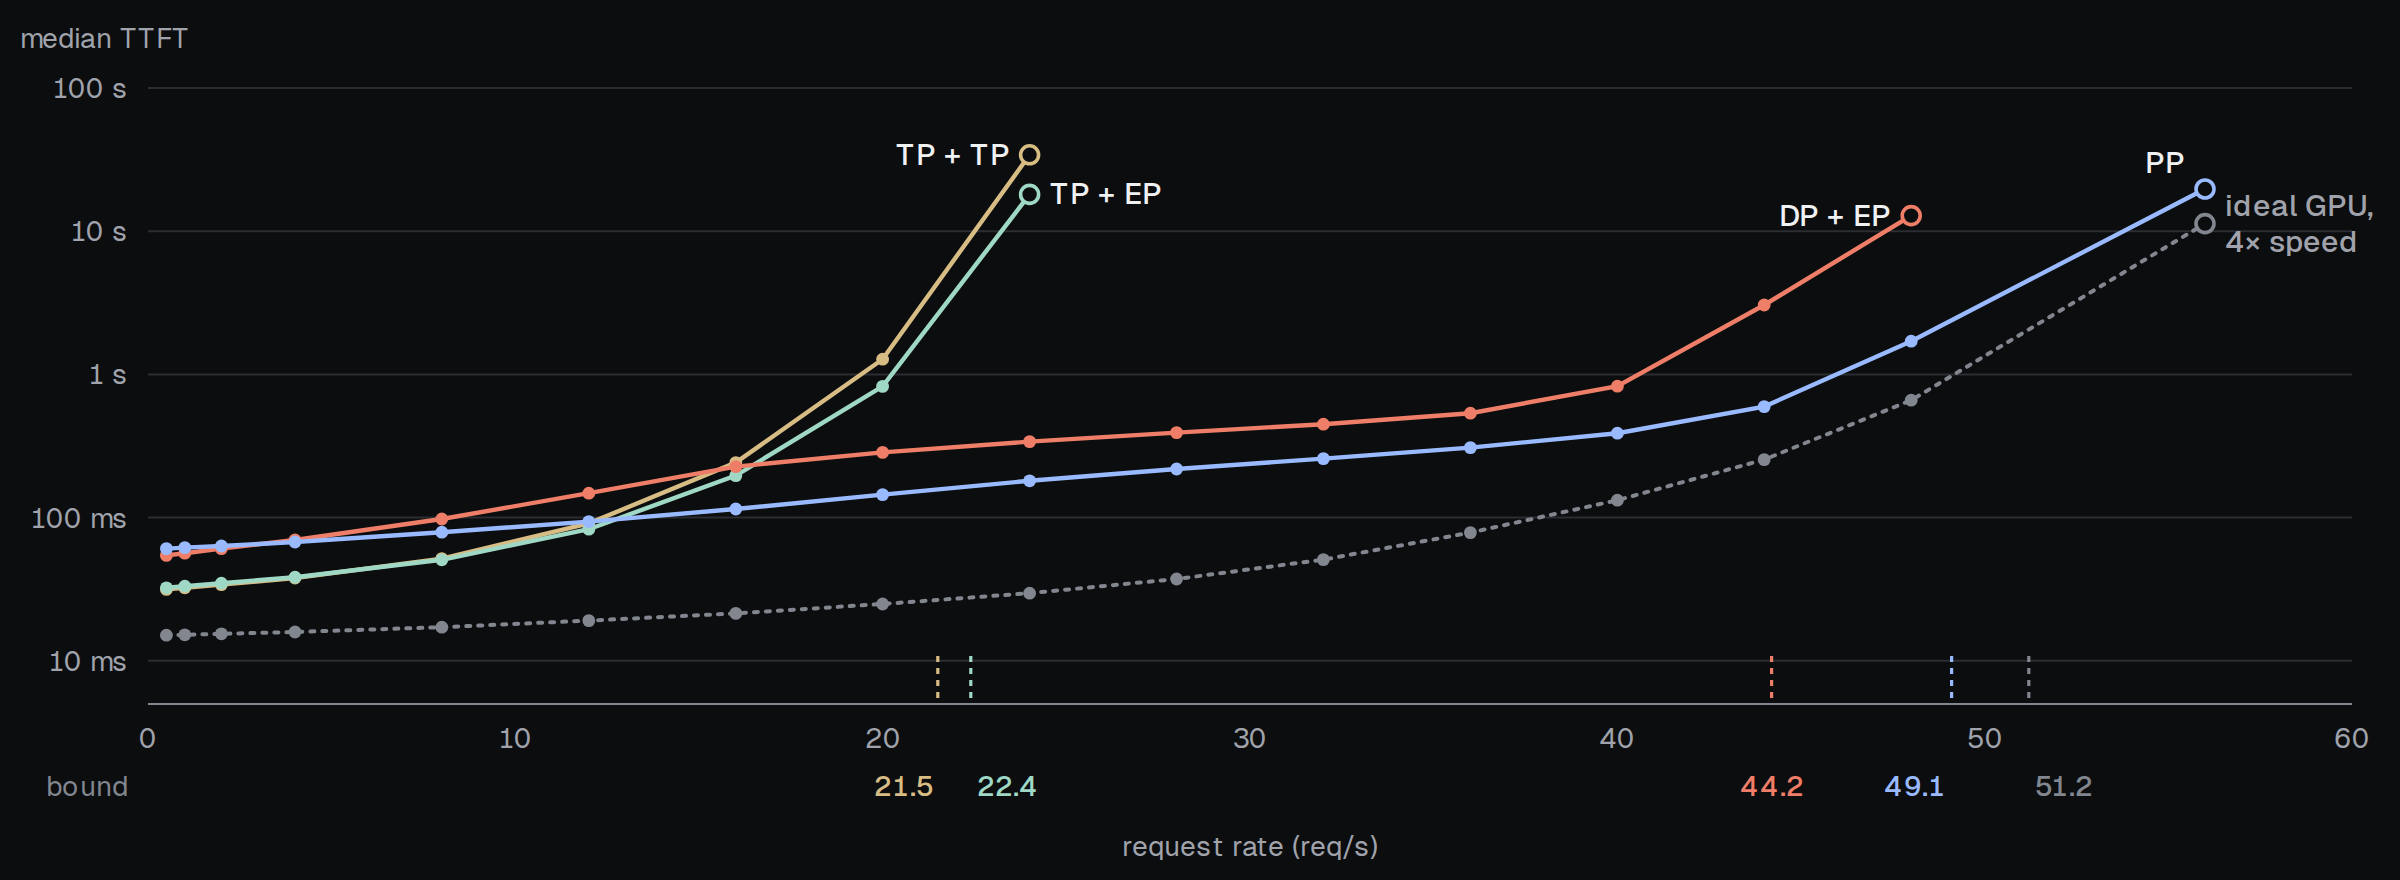 median TTFT
100 s
TP + TP
PP
TP + EP
ideal GPU,
DP + EP
10 s
4× speed
1 s
100 ms
10 ms
0 10 20 30 40 50 60
bound 21.5 22.4 44.2 49.1 51.2
request rate (req/s)